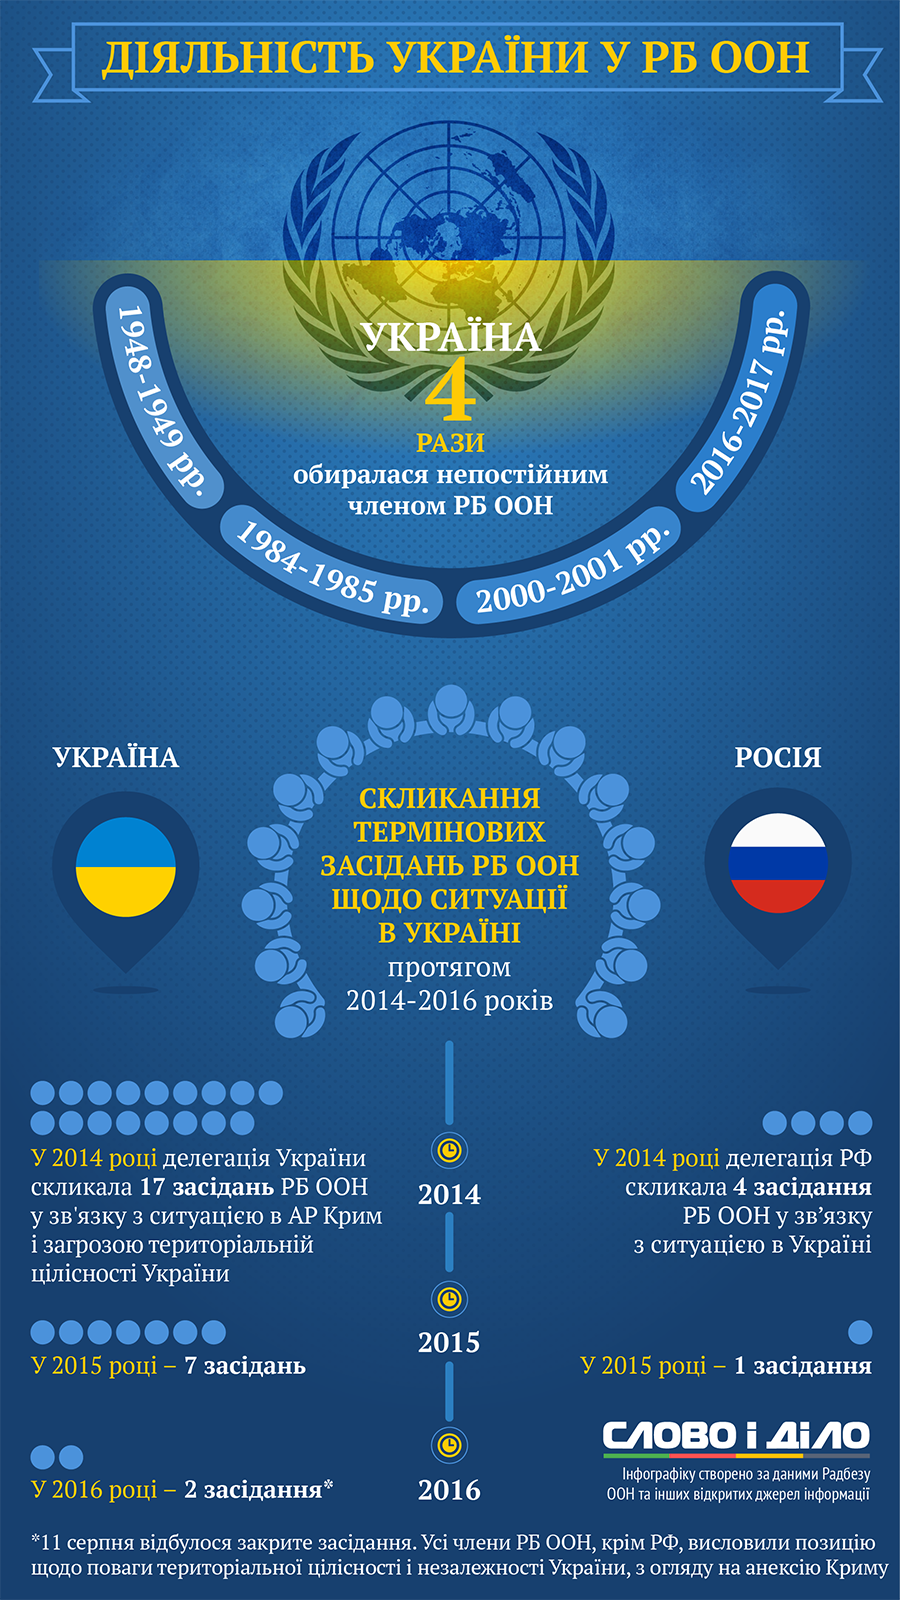 ДІЯЛЬНІСТЬ УКРАЇНИ У РБ ООН
УКРАЇНА
4
РАЗИ
обиралася непостійним
членом РБ ООН
1948-1949 рр.
1984-1985 рр.
2000-2001 рр.
2016-2017 рр.
УКРАЇНА
РОСІЯ
СКЛИКАННЯ
ТЕРМІНОВИХ
ЗАСІДАНЬ РБ ООН
ЩОДО СИТУАЦІЇ
В УКРАЇНІ
протягом
2014-2016 років
2014
У 2014 році делегація України
скликала 17 засідань РБ ООН
у зв'язку з ситуацією в АР Крим
і загрозою територіальній
цілісності України
У 2014 році делегація РФ
скликала 4 засідання
РБ ООН у зв’язку
з ситуацією в Україні
2015
У 2015 році – 7 засідань
У 2015 році – 1 засідання
2016
У 2016 році – 2 засідання*
СЛОВО і ДіЛО
Інфографіку створено за даними Радбезу
ООН та інших відкритих джерел інформації
*11 серпня відбулося закрите засідання. Усі члени РБ ООН, крім РФ, висловили позицію
щодо поваги територіальної цілісності і незалежності України, з огляду на анексію Криму